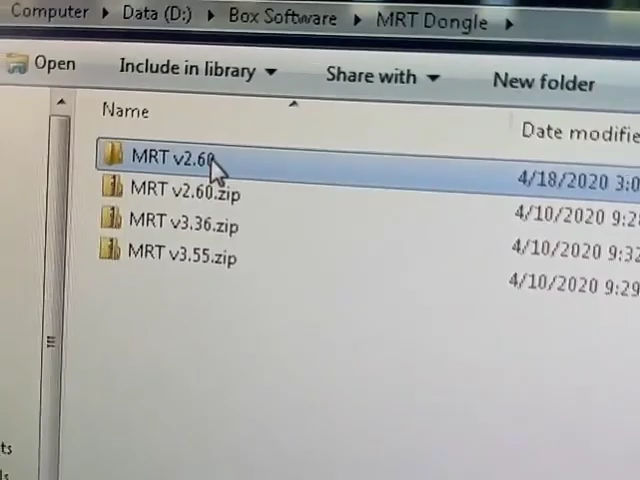 Computer ▸ Data (D:) ▸ Box Software ▸ MRT Dongle ▸
Open Include in library Share with New folder
Name Date modifie
MRT v2.60 4/18/2020 3:0
MRT v2.60.zip 4/10/2020 9:2
MRT v3.36.zip 4/10/2020 9:32
MRT v3.55.zip 4/10/2020 9:29
ts